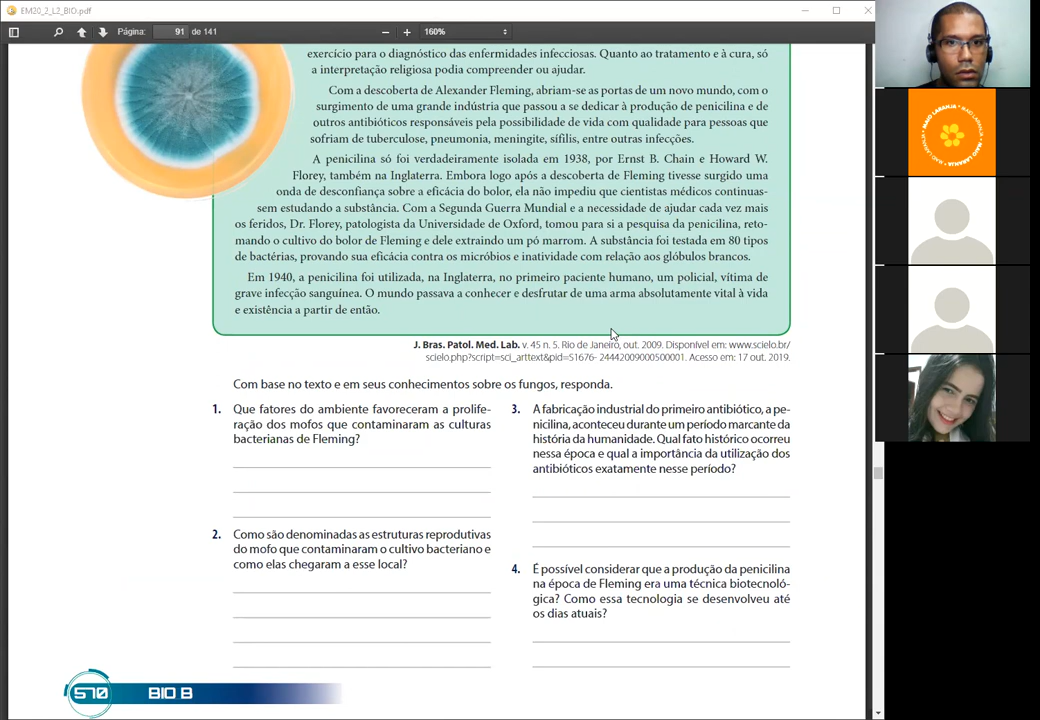 EM20_2_L2_BIO.pdf
Página: 91 de 141
160%
exercício para o diagnóstico das enfermidades infecciosas. Quanto ao tratamento e à cura, só
a interpretação religiosa podia compreender ou ajudar.
Com a descoberta de Alexander Fleming, abriam-se as portas de um novo mundo, com o
surgimento de uma grande indústria que passou a se dedicar à produção de penicilina e de
outros antibióticos responsáveis pela possibilidade de vida com qualidade para pessoas que
sofriam de tuberculose, pneumonia, meningite, sífilis, entre outras infecções.
A penicilina só foi verdadeiramente isolada em 1938, por Ernst B. Chain e Howard W.
Florey, também na Inglaterra. Embora logo após a descoberta de Fleming tivesse surgido uma
onda de desconfiança sobre a eficácia do bolor, ela não impediu que cientistas médicos continuas-
sem estudando a substância. Com a Segunda Guerra Mundial e a necessidade de ajudar cada vez mais
os feridos, Dr. Florey, patologista da Universidade de Oxford, tomou para si a pesquisa da penicilina, reto-
mando o cultivo do bolor de Fleming e dele extraindo um pó marrom. A substância foi testada em 80 tipos
de bactérias, provando sua eficácia contra os micróbios e inatividade com relação aos glóbulos brancos.
Em 1940, a penicilina foi utilizada, na Inglaterra, no primeiro paciente humano, um policial, vítima de
grave infecção sanguínea. O mundo passava a conhecer e desfrutar de uma arma absolutamente vital à vida
e existência a partir de então.
J. Bras. Patol. Med. Lab. v. 45 n. 5. Rio de Janeiro, out. 2009. Disponível em: www.scielo.br/
scielo.php?script=sci_arttext&pid=S1676- 24442009000500001. Acesso em: 17 out. 2019.
Com base no texto e em seus conhecimentos sobre os fungos, responda.
1. Que fatores do ambiente favoreceram a prolife-
ração dos mofos que contaminaram as culturas
bacterianas de Fleming?
2. Como são denominadas as estruturas reprodutivas
do mofo que contaminaram o cultivo bacteriano e
como elas chegaram a esse local?
3. A fabricação industrial do primeiro antibiótico, a pe-
nicilina, aconteceu durante um período marcante da
história da humanidade. Qual fato histórico ocorreu
nessa época e qual a importância da utilização dos
antibióticos exatamente nesse período?
4. É possível considerar que a produção da penicilina
na época de Fleming era uma técnica biotecnoló-
gica? Como essa tecnologia se desenvolveu até
os dias atuais?
570 BIO B
MAIO LARANJA
MAIO LARANJA